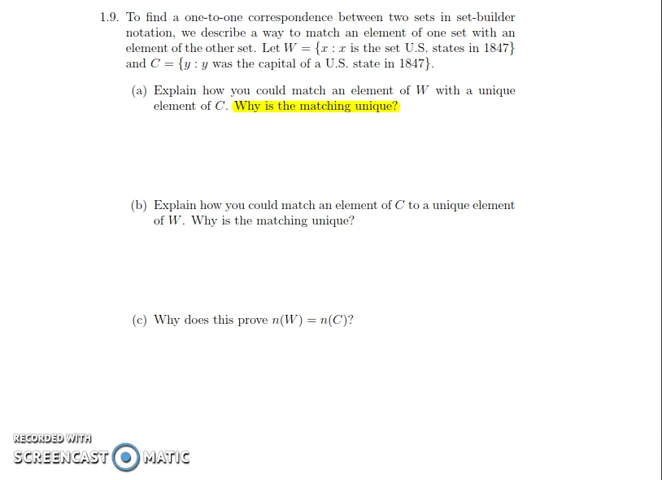 1.9. To find a one-to-one correspondence between two sets in set-builder
notation, we describe a way to match an element of one set with an
element of the other set. Let W = {x : x is the set U.S. states in 1847}
and C = {y : y was the capital of a U.S. state in 1847}.
(a) Explain how you could match an element of W with a unique
element of C. Why is the matching unique?
(b) Explain how you could match an element of C to a unique element
of W. Why is the matching unique?
(c) Why does this prove n(W) = n(C)?
RECORDED WITH
SCREENCAST MATIC